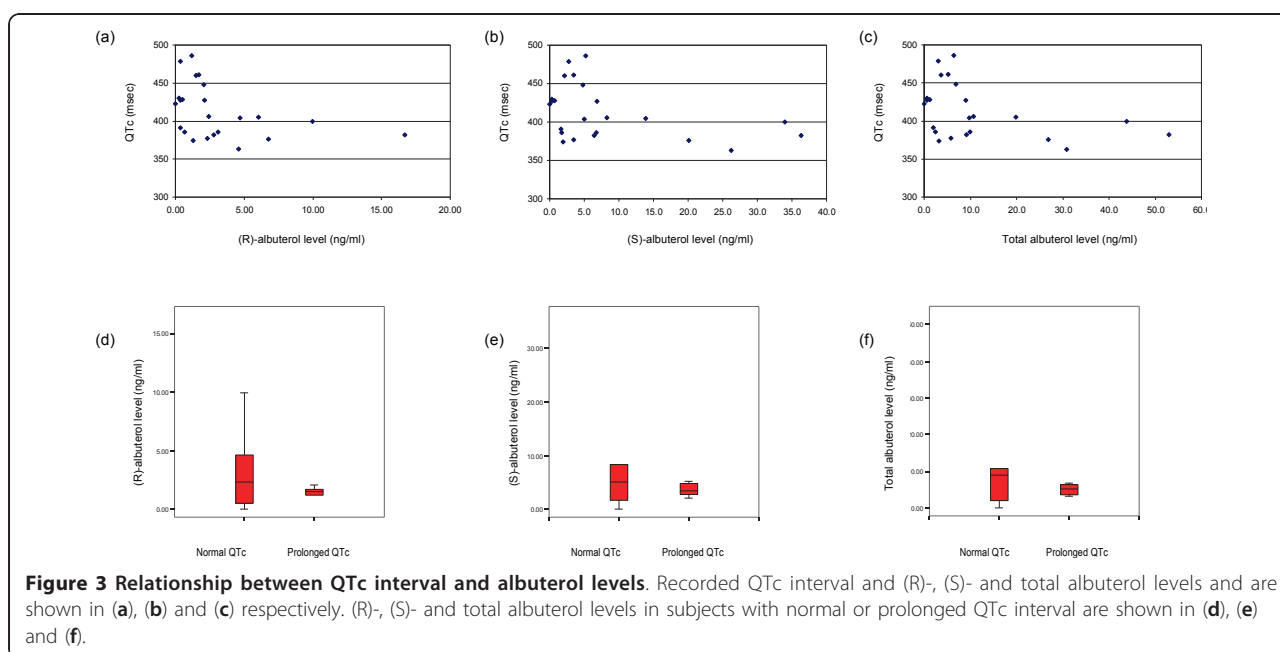 (a)
500
450
400
350
300
QTc (msec)
0.00 5.00 10.00 15.00 20.00
(R)-albuterol level (ng/ml)
(b)
500
450
400
350
300
QTc (msec)
0.0 5.0 10.0 15.0 20.0 25.0 30.0 35.0 40.0
(S)-albuterol level (ng/ml)
(c)
500
450
400
350
300
QTc (msec)
0.0 10.0 20.0 30.0 40.0 50.0 60.
Total albuterol level (ng/ml)
(d)
15.00
10.00
5.00
0.00
(R)-albuterol level (ng/ml)
Normal QTc Prolonged QTc
(e)
30.00
20.00
10.00
0.00
(S)-albuterol level (ng/ml)
Normal QTc Prolonged QTc
(f)
0.00
Total albuterol level (ng/ml)
Normal QTc Prolonged QTc
Figure 3 Relationship between QTc interval and albuterol levels. Recorded QTc interval and (R)-, (S)- and total albuterol levels and are
shown in (a), (b) and (c) respectively. (R)-, (S)- and total albuterol levels in subjects with normal or prolonged QTc interval are shown in (d), (e)
and (f).